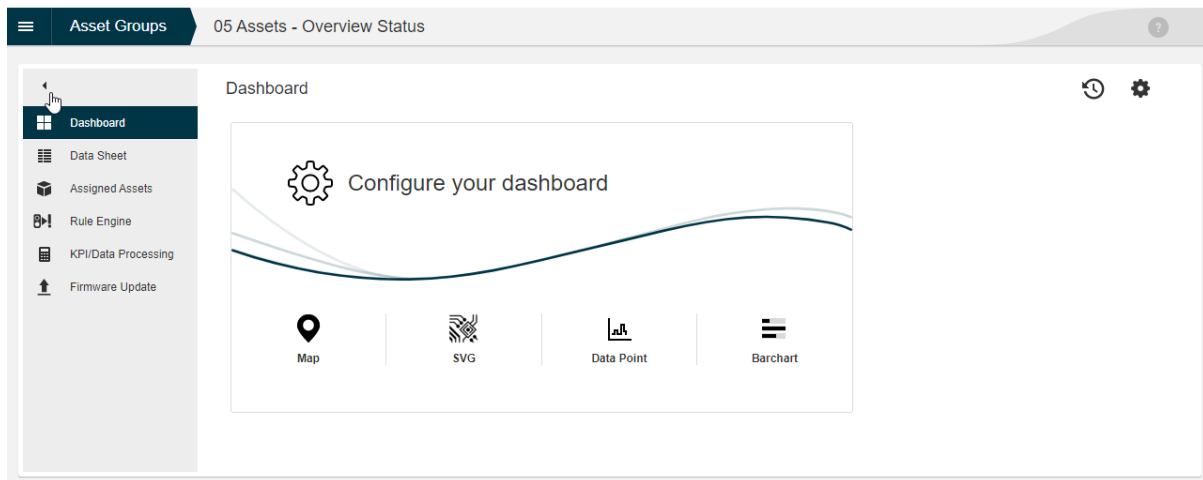 Asset Groups
05 Assets - Overview Status
?
Dashboard
Data Sheet
Assigned Assets
Rule Engine
KPI/Data Processing
Firmware Update
Dashboard
Configure your dashboard
Map
SVG
Data Point
Barchart